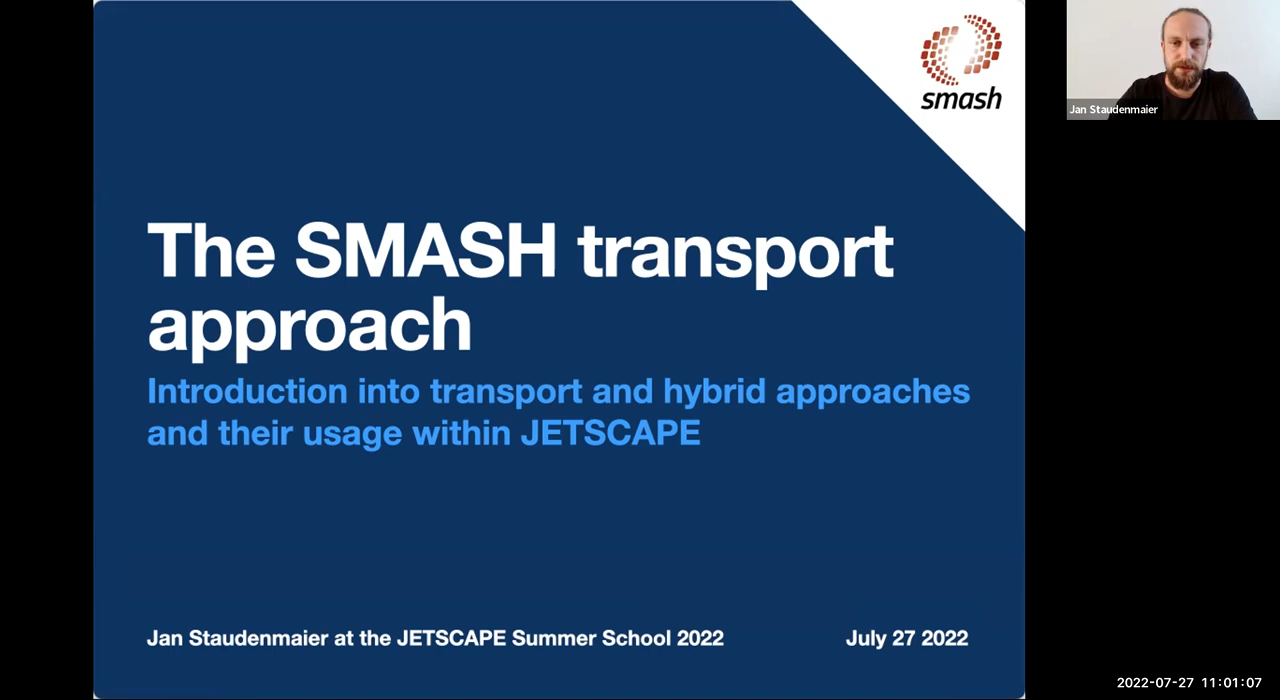 smash
Jan Staudenmaier
The SMASH transport
approach
Introduction into transport and hybrid approaches
and their usage within JETSCAPE
Jan Staudenmaier at the JETSCAPE Summer School 2022
July 27 2022
2022-07-27 11:01:07